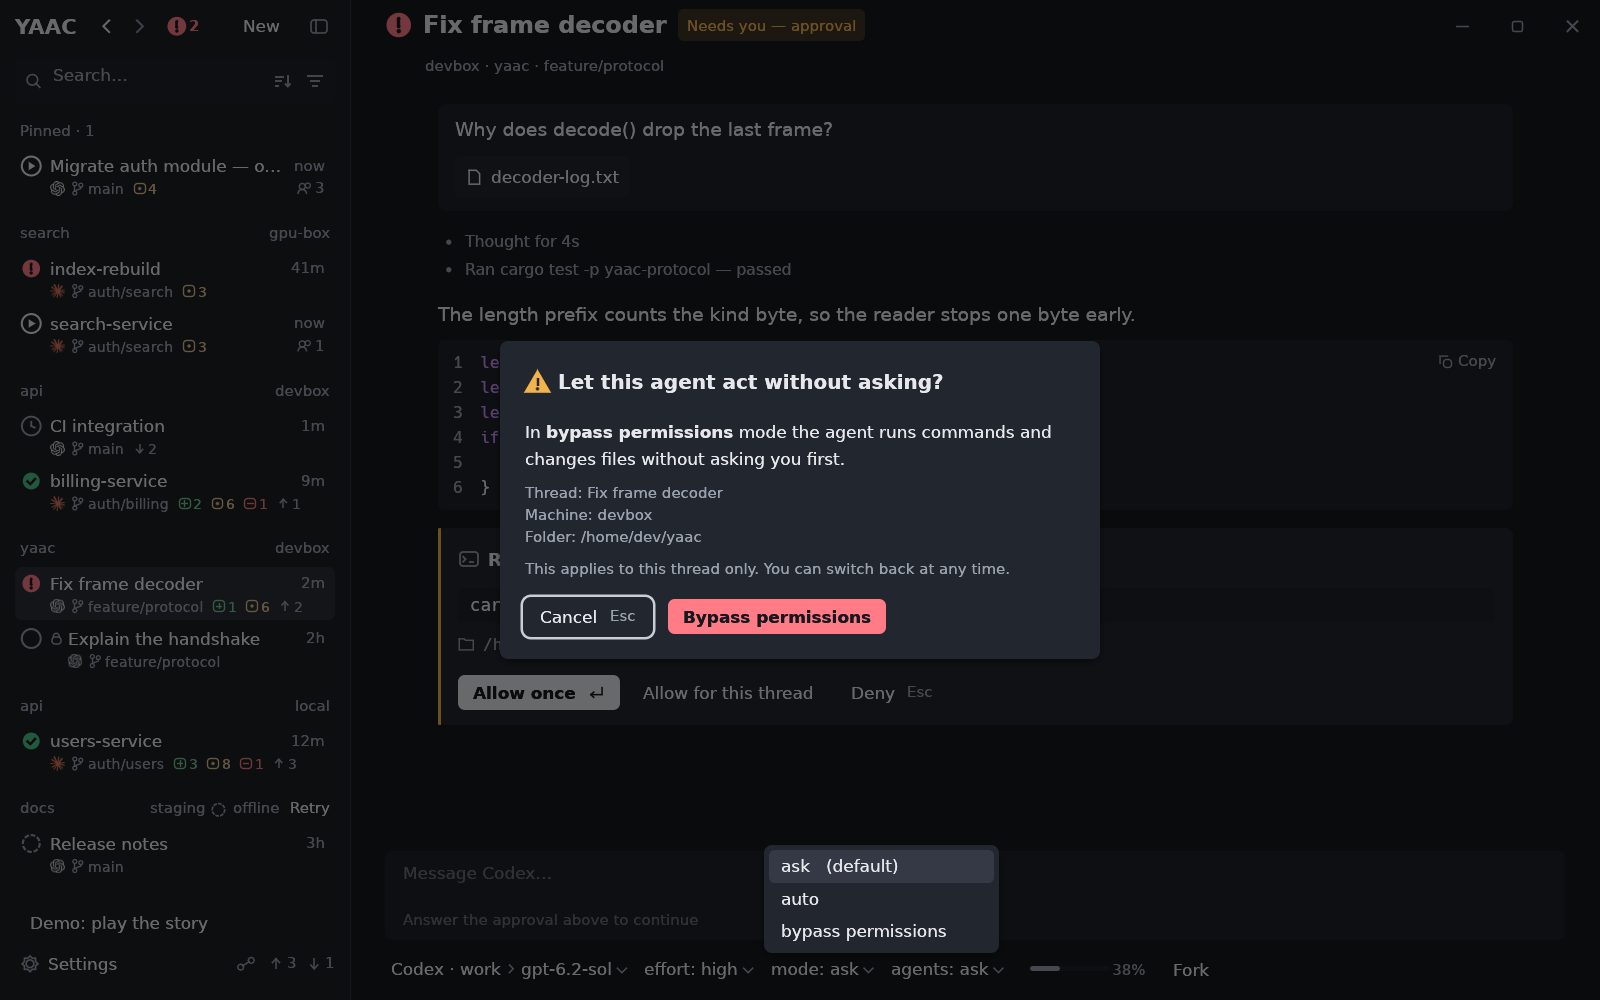 YAAC
2
New
Search...
Pinned · 1
Migrate auth module — o... now
main 4 3
search gpu-box
index-rebuild 41m
auth/search 3
search-service now
auth/search 3 1
api devbox
CI integration 1m
main 2
billing-service 9m
auth/billing 2 6 1 1
yaac devbox
Fix frame decoder 2m
feature/protocol 1 6 2
Explain the handshake 2h
feature/protocol
api local
users-service 12m
auth/users 3 8 1 3
docs staging offline Retry
Release notes 3h
main
Demo: play the story
Settings 3 1
Fix frame decoder Needs you — approval
devbox · yaac · feature/protocol
Why does decode() drop the last frame?
decoder-log.txt
• Thought for 4s
• Ran cargo test -p yaac-protocol — passed
The length prefix counts the kind byte, so the reader stops one byte early.
1 le
Copy
2 le
3 le
4 if
5
6 }
Let this agent act without asking?
In bypass permissions mode the agent runs commands and
changes files without asking you first.
Thread: Fix frame decoder
Machine: devbox
Folder: /home/dev/yaac
This applies to this thread only. You can switch back at any time.
Cancel Esc Bypass permissions
R
car
/h
Allow once Allow for this thread Deny Esc
Message Codex...
Answer the approval above to continue
ask (default)
auto
bypass permissions
Codex · work gpt-6.2-sol effort: high mode: ask agents: ask 38% Fork